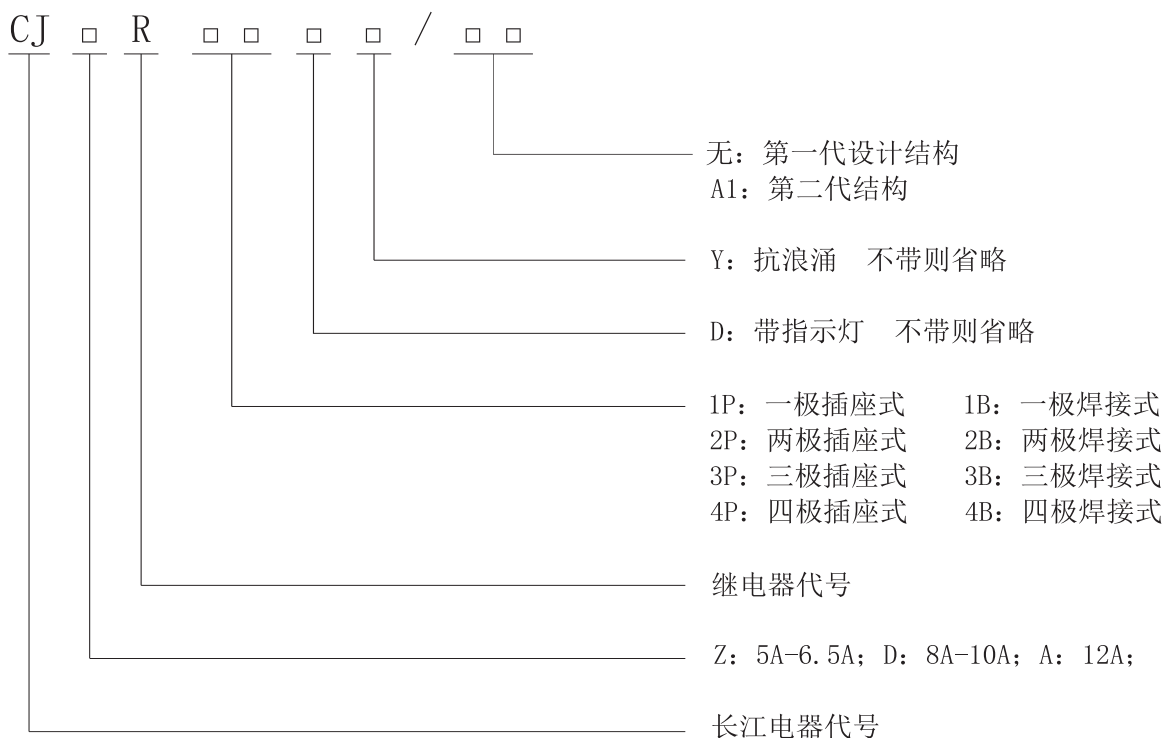 CJ □ R □ □ □ □ / □ □
无：第一代设计结构
A1：第二代结构
Y：抗浪涌 不带则省略
D：带指示灯 不带则省略
1P：一极插座式 1B：一极焊接式
2P：两极插座式 2B：两极焊接式
3P：三极插座式 3B：三极焊接式
4P：四极插座式 4B：四极焊接式
继电器代号
Z：5A-6.5A；D：8A-10A；A：12A；
长江电器代号